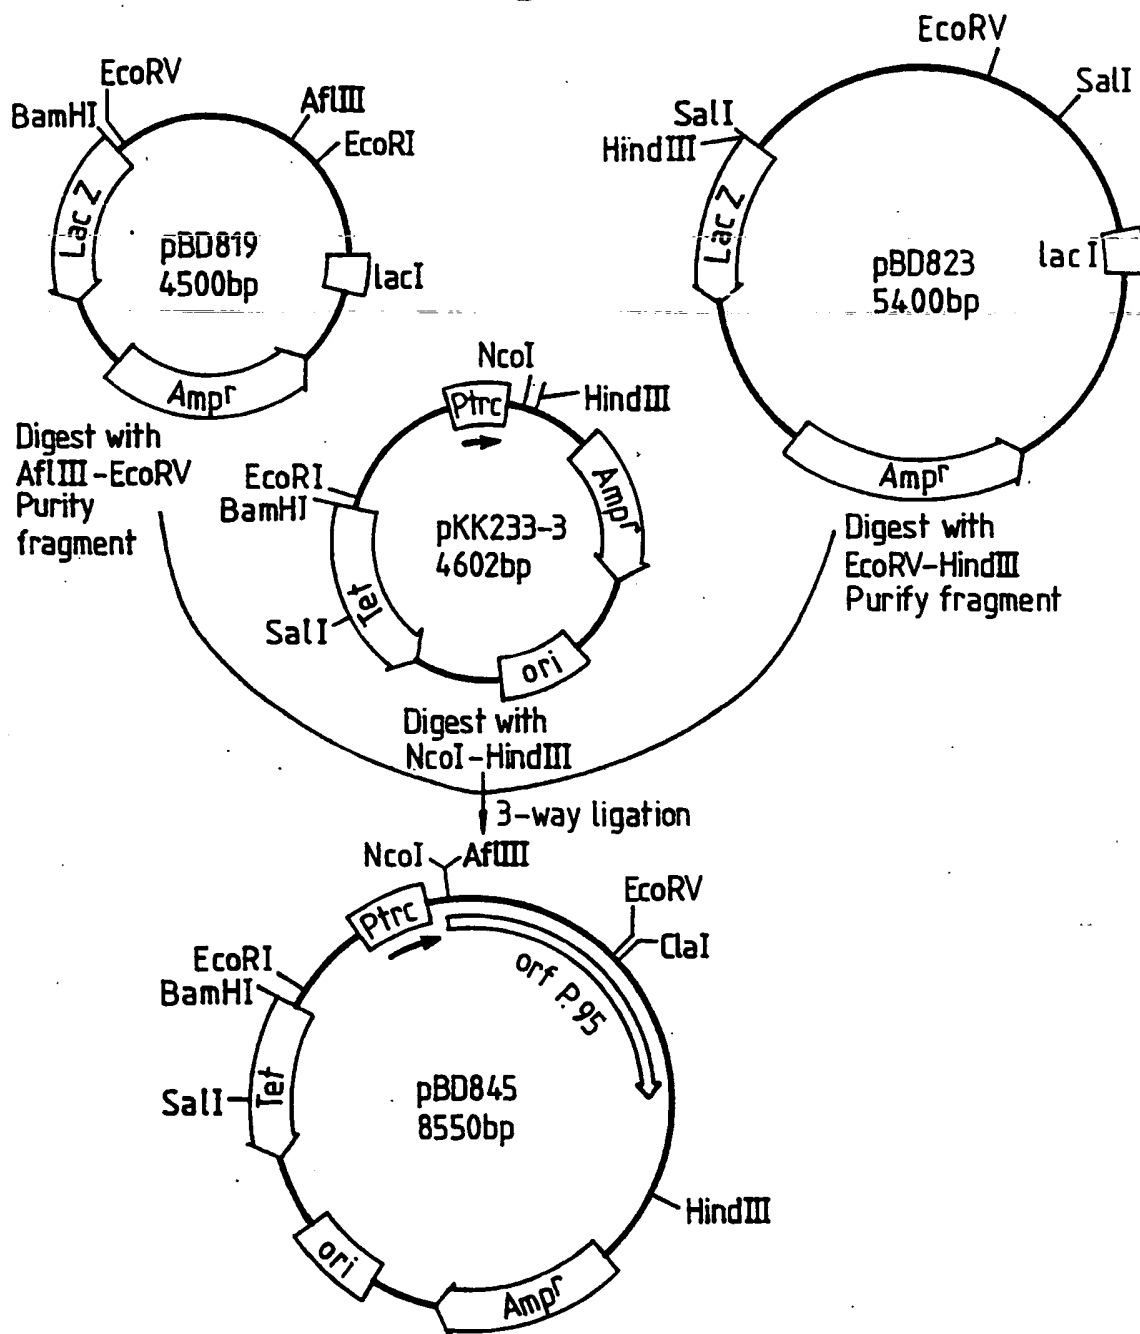 EcoRV
BamHI
AflIII
EcoRI
Lac Z
pBD819
4500bp
lacI
Ampr
Digest with
AflIII-EcoRV
Purity
fragment
EcoRV
SalI
SalI
HindIII
Lac Z
pBD823
5400bp
lac I
Ampr
Digest with
EcoRV-HindIII
Purify fragment
NcoI
Ptrc
HindIII
EcoRI
BamHI
Ampr
pKK233-3
4602bp
Tet
SalI
ori
Digest with
NcoI-HindIII
3-way ligation
NcoI
AflIII
Ptrc
EcoRV
ClaI
EcoRI
BamHI
orf P.95
Tet
SalI
pBD845
8550bp
HindIII
ori
Ampr